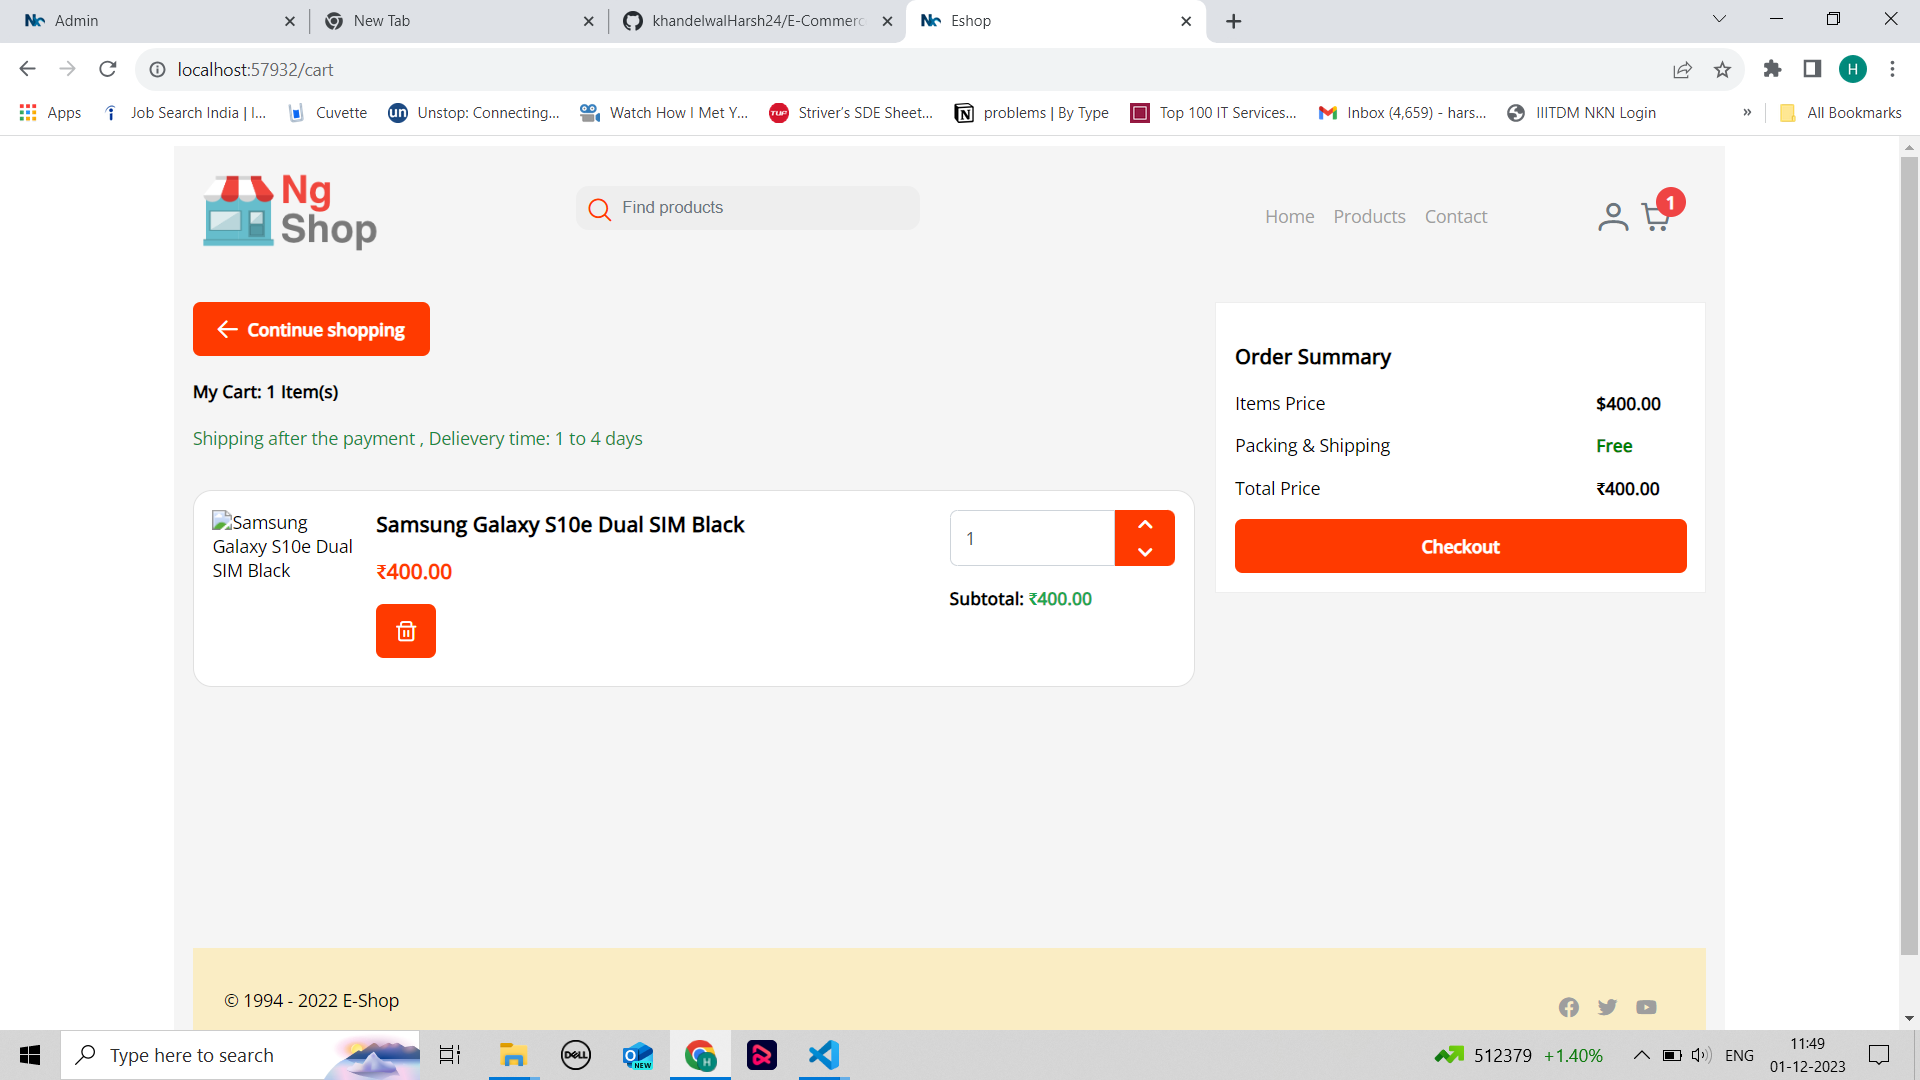 Admin
New Tab
khandelwalHarsh24/E-Commerc
Eshop
localhost:57932/cart
H
Apps
Job Search India | I...
Cuvette
un
Unstop: Connecting...
Watch How I Met Y...
TUF
Striver's SDE Sheet...
problems | By Type
Top 100 IT Services...
Inbox (4,659) - hars...
IIITDM NKN Login
»
All Bookmarks
Ng
Shop
Find products
Home
Products
Contact
1
Continue shopping
My Cart: 1 Item(s)
Shipping after the payment , Delievery time: 1 to 4 days
Samsung
Galaxy S10e Dual
SIM Black
Samsung Galaxy S10e Dual SIM Black
₹400.00
1
Subtotal: ₹400.00
Order Summary
Items Price $400.00
Packing & Shipping Free
Total Price ₹400.00
Checkout
© 1994 - 2022 E-Shop
Type here to search
DELL
NEW
H
512379 +1.40%
ENG
11:49
01-12-2023